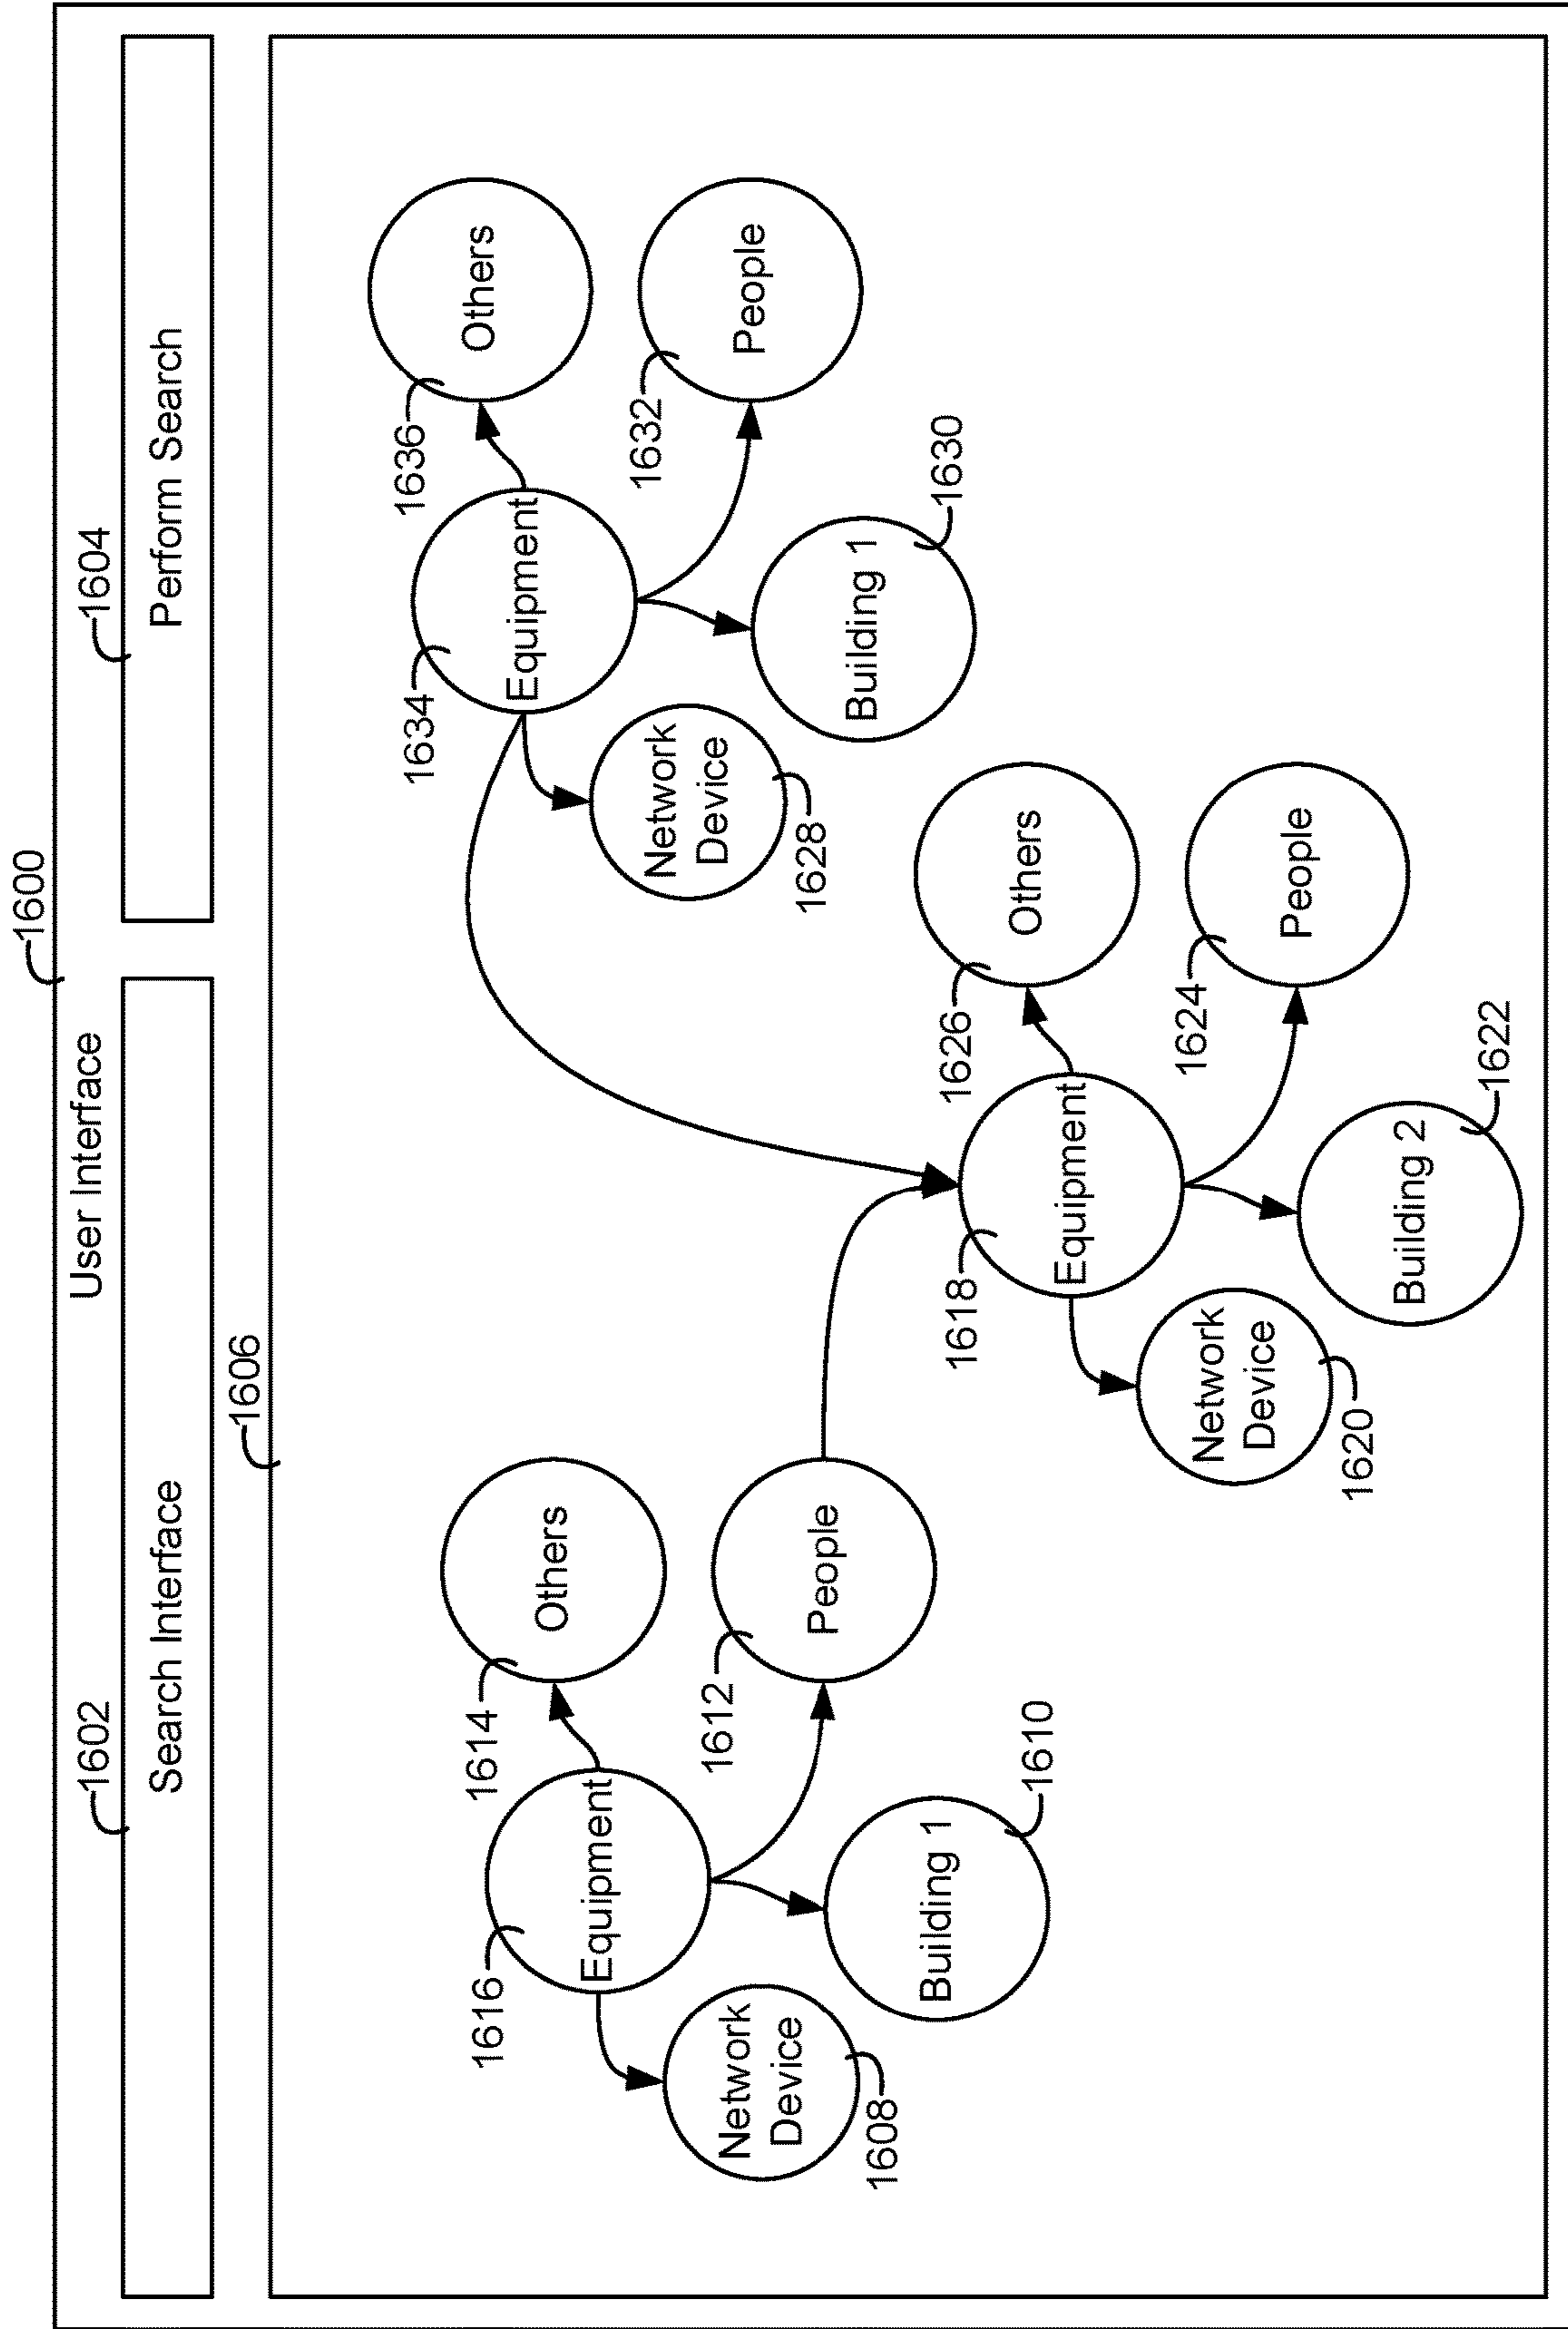 1600
User Interface
1602
1604
Search Interface
Perform Search
1606
1616
Equipment
1614
Others
1612
People
Network
Device
1608
Building 1
1610
1634
Equipment
1636
Others
1632
People
Network
Device
1628
Building 1
1630
1618
Equipment
1626
Others
1624
People
Network
Device
1620
Building 2
1622